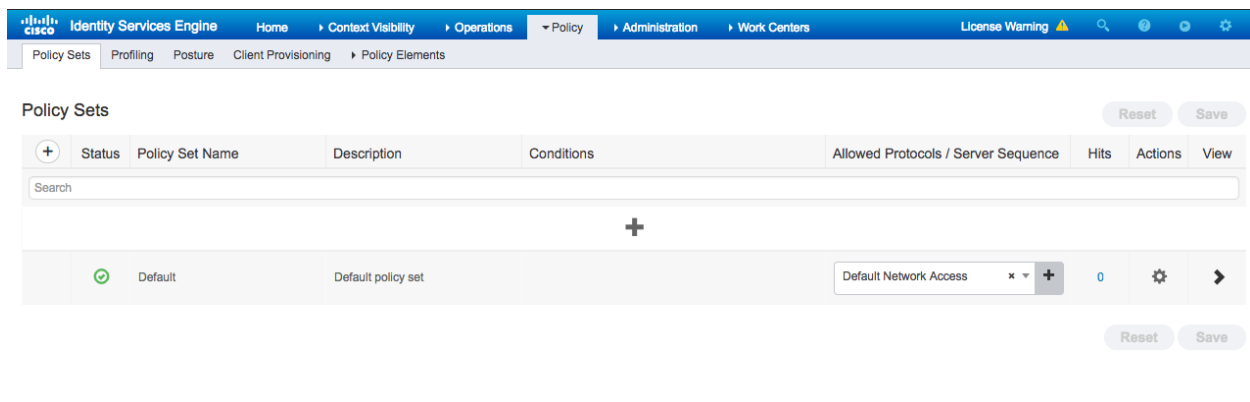 cisco Identity Services Engine Home Context Visibility Operations Policy Administration Work Centers License Warning
Policy Sets Profiling Posture Client Provisioning Policy Elements
Policy Sets
Reset Save
Status Policy Set Name Description Conditions Allowed Protocols / Server Sequence Hits Actions View
Search
Default Default policy set Default Network Access 0
Reset Save